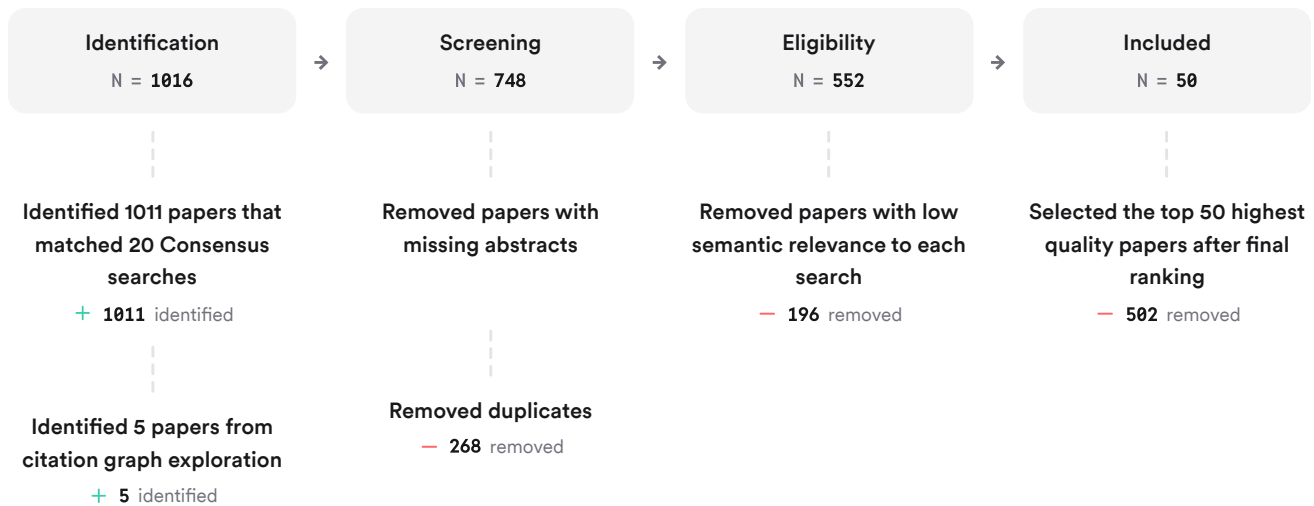 Identification
N = 1016
Screening
N = 748
Eligibility
N = 552
Included
N = 50
Identified 1011 papers that
matched 20 Consensus
searches
+ 1011 identified
Identified 5 papers from
citation graph exploration
+ 5 identified
Removed papers with
missing abstracts
Removed duplicates
− 268 removed
Removed papers with low
semantic relevance to each
search
− 196 removed
Selected the top 50 highest
quality papers after final
ranking
− 502 removed